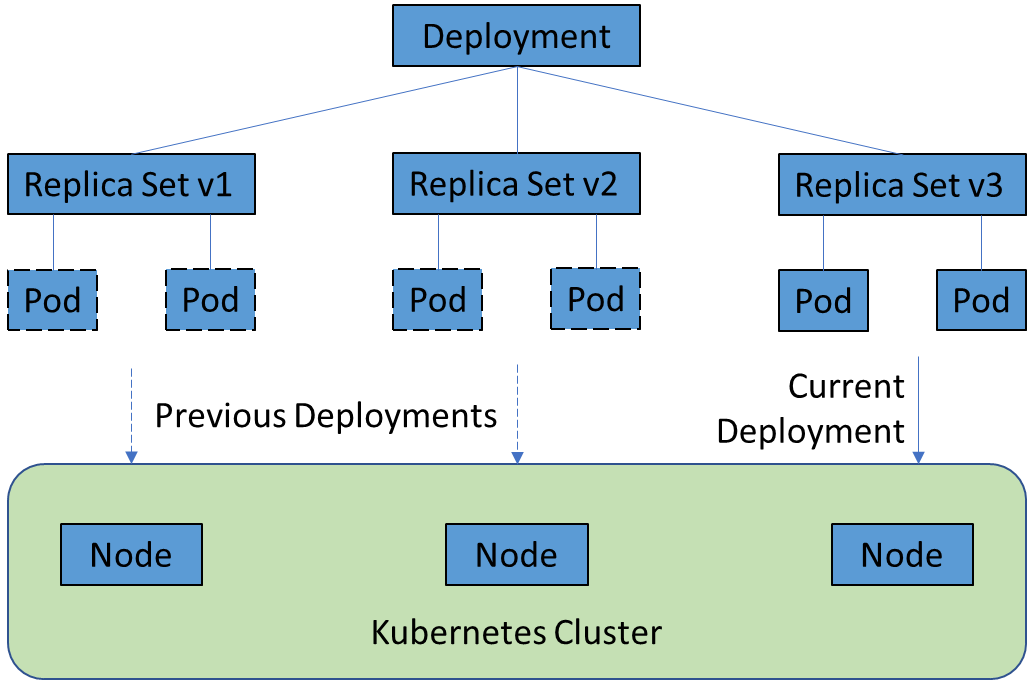 Deployment
Replica Set v1
Replica Set v2
Replica Set v3
Pod
Pod
Pod
Pod
Pod
Pod
Previous Deployments
Current
Deployment
Node
Node
Node
Kubernetes Cluster